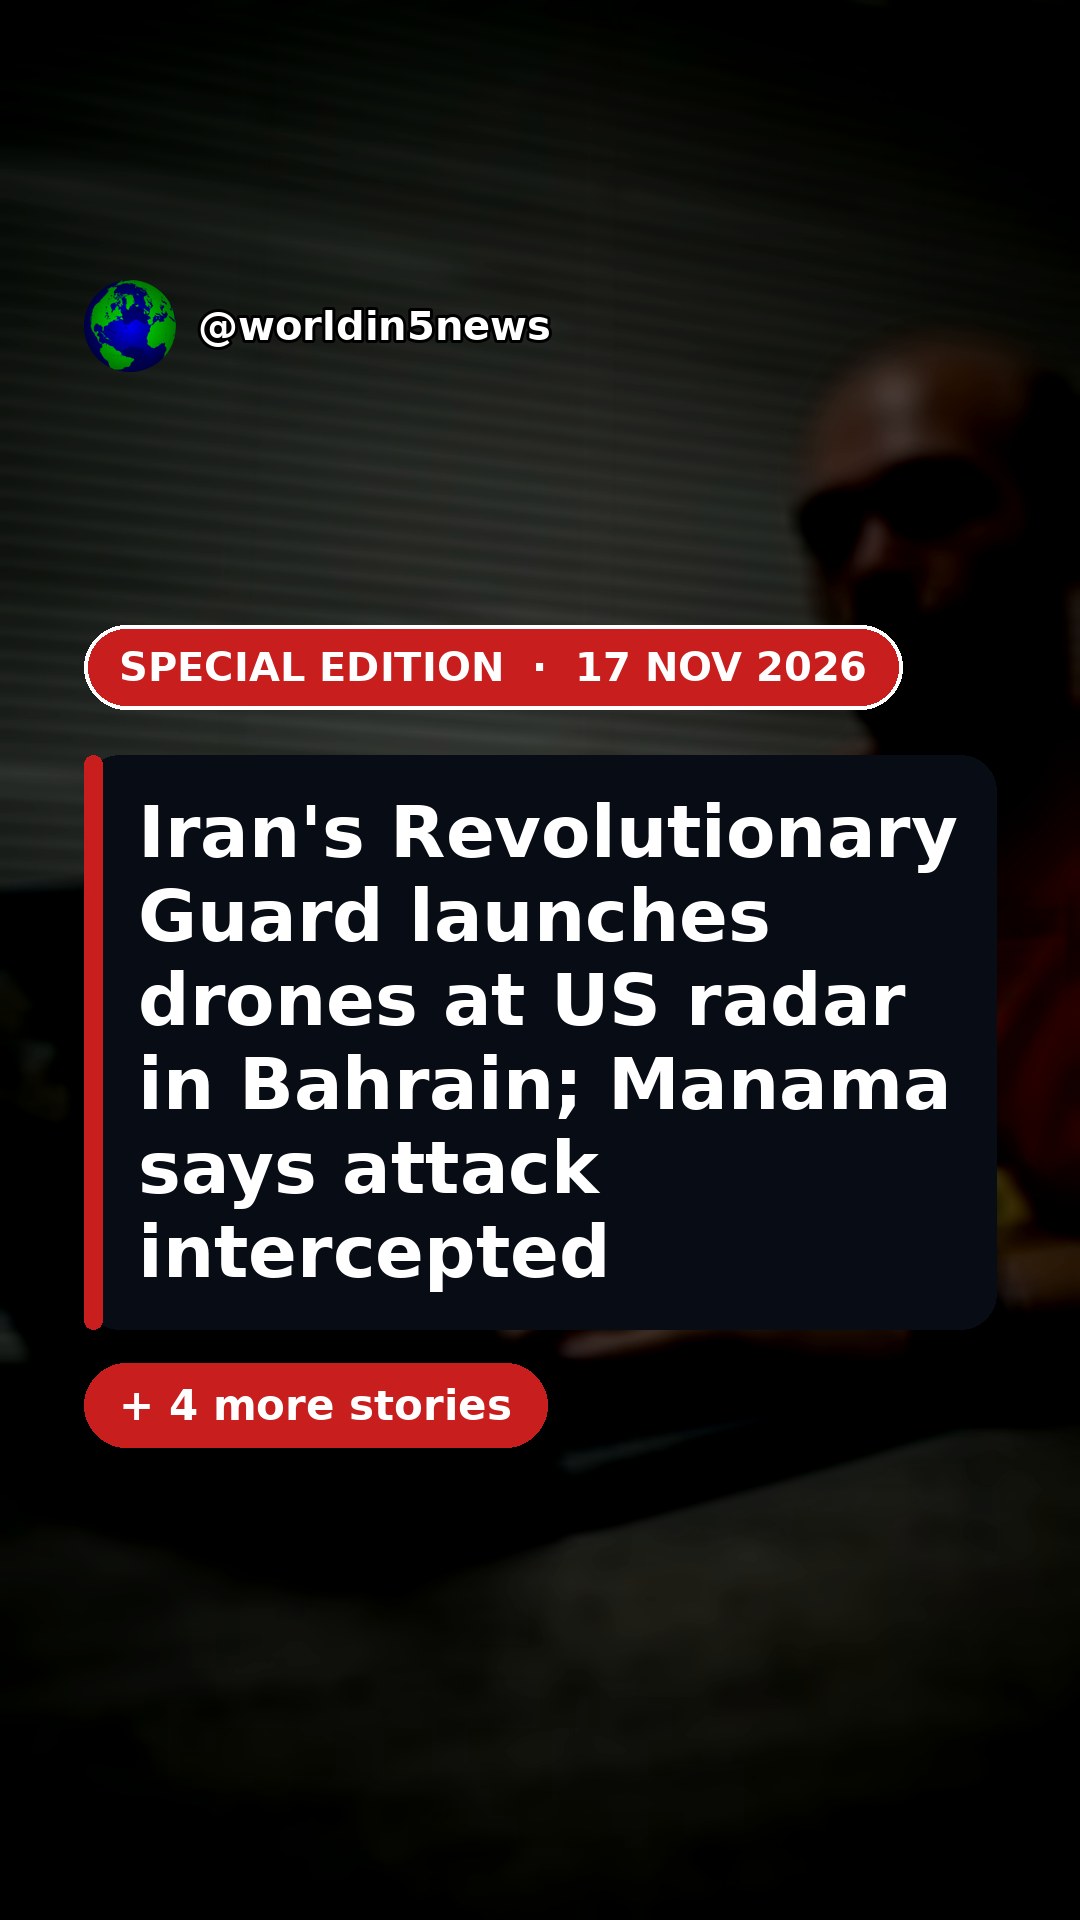 @worldin5news
SPECIAL EDITION · 17 NOV 2026
Iran's Revolutionary
Guard launches
drones at US radar
in Bahrain; Manama
says attack
intercepted
+ 4 more stories